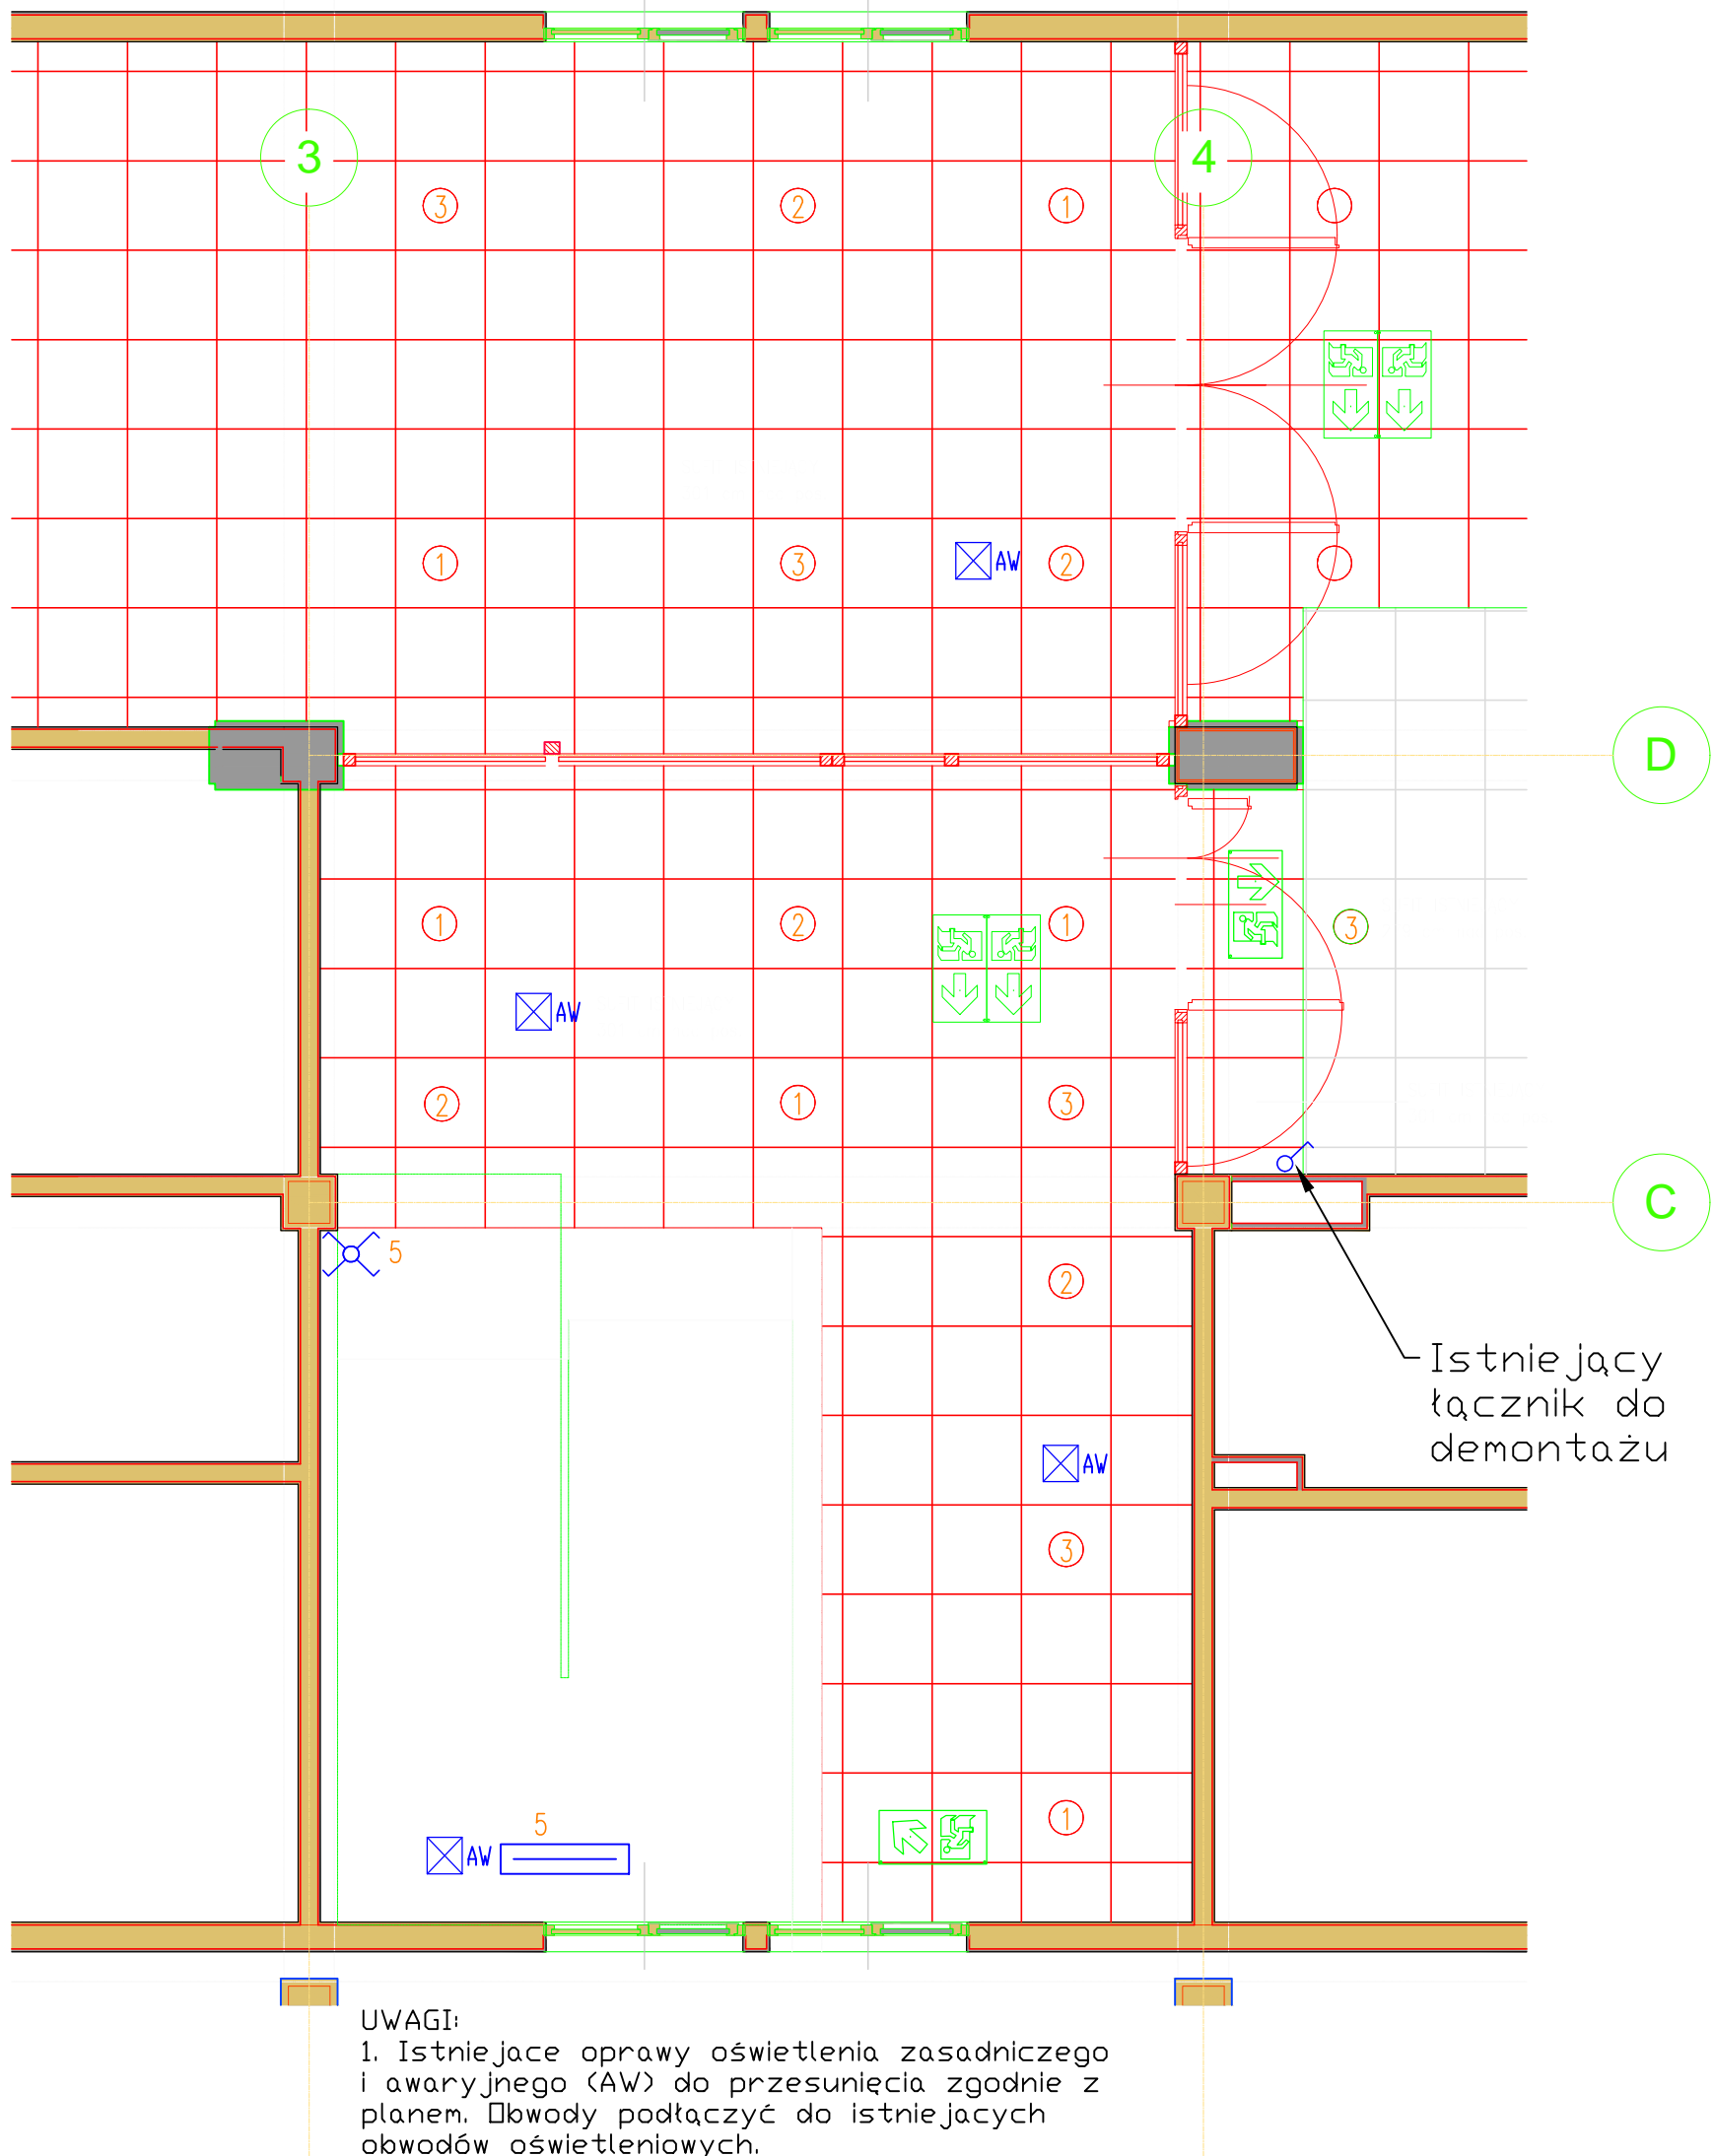 3 4
3 2 1
1 3 AW 2
D
1 2 1 3
AW
2 1 3
C
5
2
Istniejący
łącznik do
demontażu
AW
3
5 1
AW
UWAGI:
1. Istniejace oprawy oświetlenia zasadniczego
i awaryjnego (AW) do przesunięcia zgodnie z
planem. Obwody podłączyć do istniejacych
obwodów oświetleniowych.